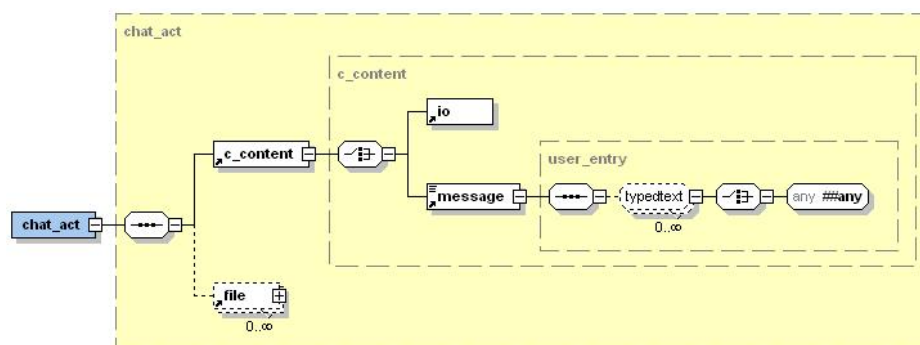 chat_act
c_content
io
c_content
user_entry
message
typedtext
any ##any
0..∞
chat_act
file
0..∞